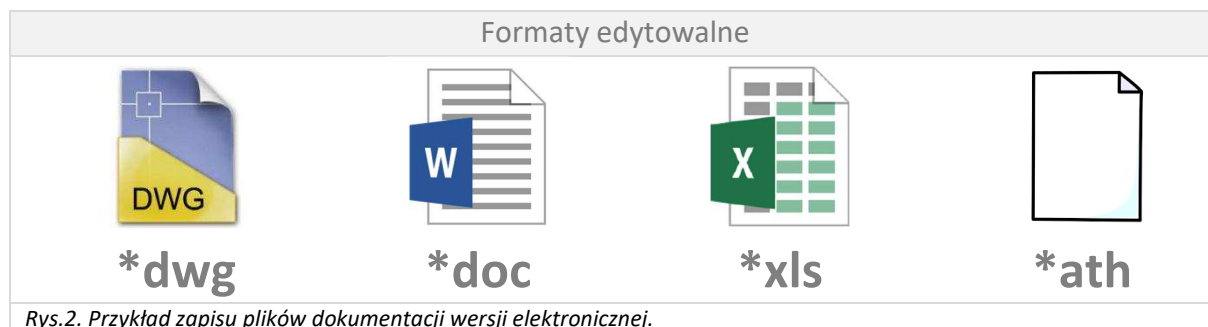 Formaty edytowalne
DWG
W
X
*dwg *doc *xls *ath
Rys.2. Przykład zapisu plików dokumentacji wersji elektronicznej.